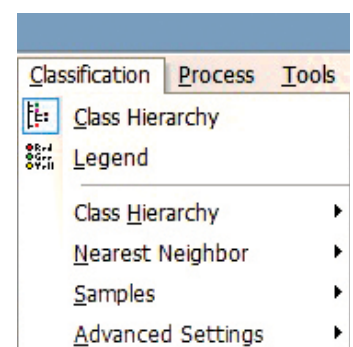 Classification Process Tools
Class Hierarchy
Legend
Class Hierarchy
Nearest Neighbor
Samples
Advanced Settings